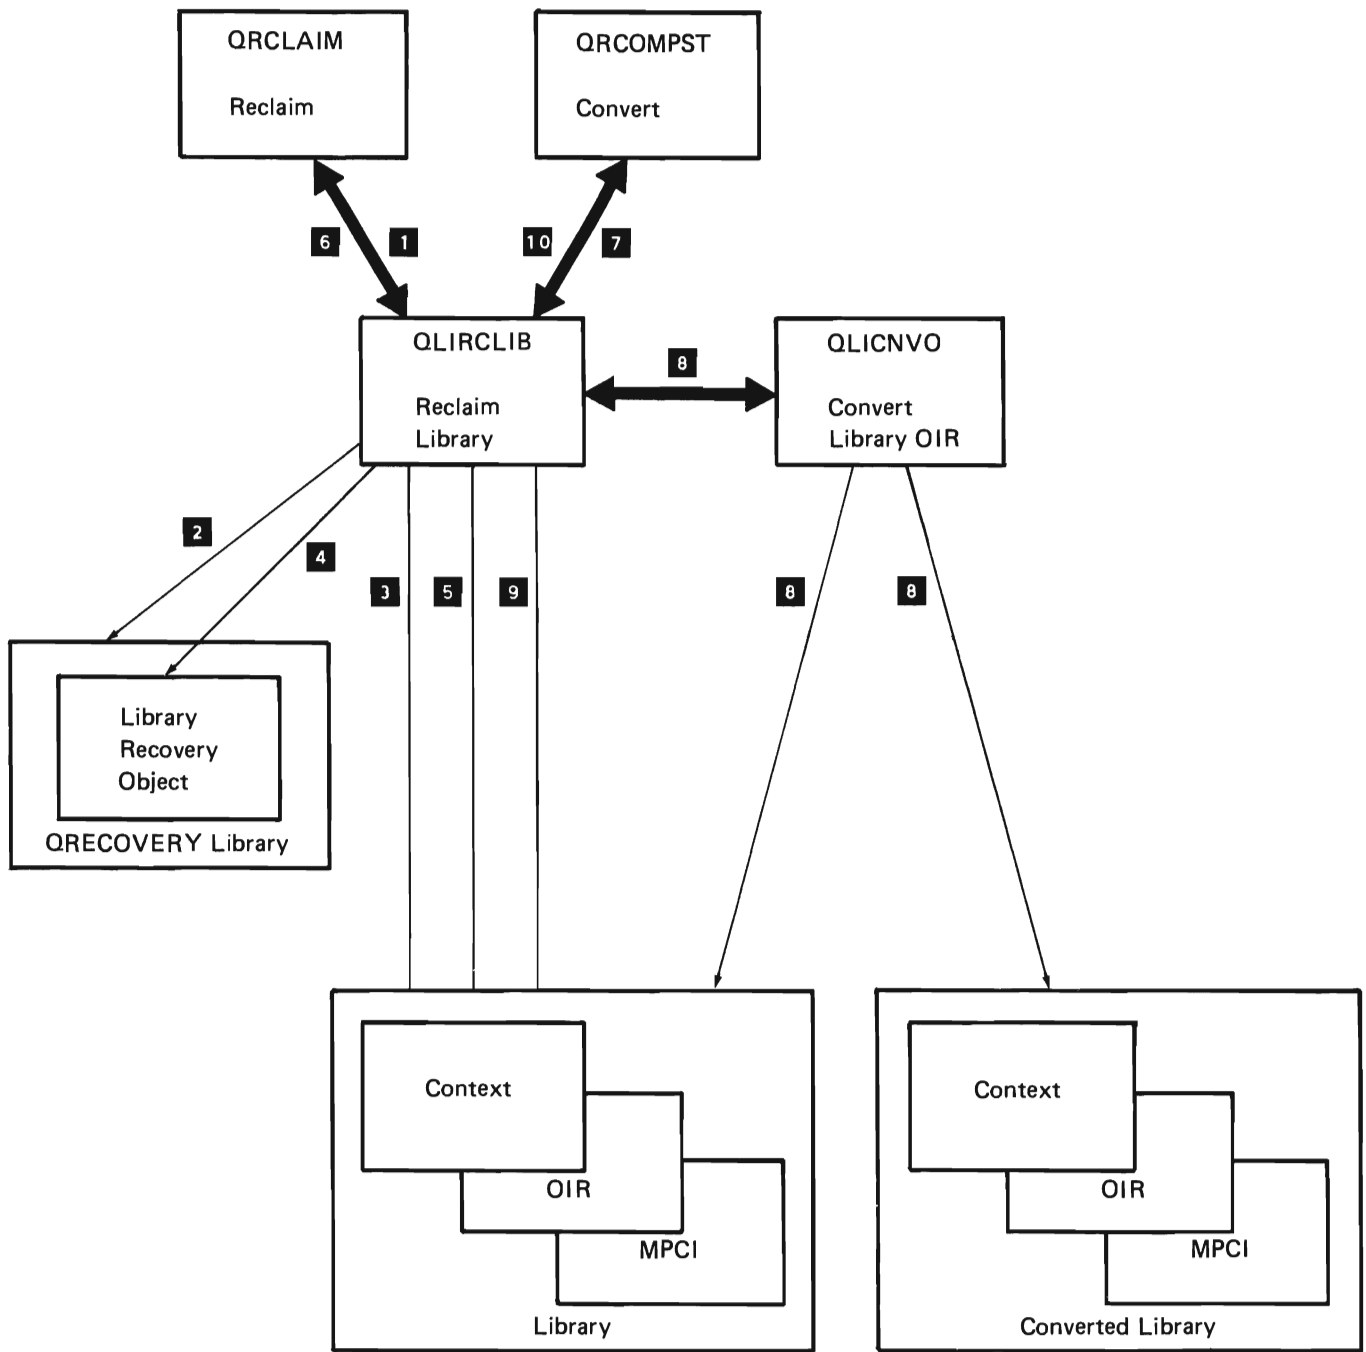 QRCLAIM
Reclaim
QRCOMPST
Convert
6
1
10
7
QLIRCLIB
Reclaim
Library
8
QLICNVO
Convert
Library OIR
2
4
3
5
9
8
8
Library
Recovery
Object
QRECOVERY Library
Context
OIR
MPCI
Library
Context
OIR
MPCI
Converted Library